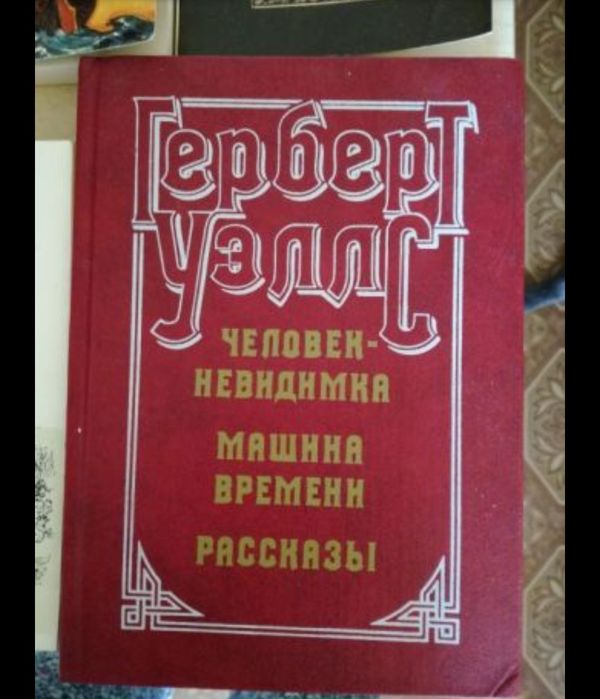 Герберт
Уэллс
ЧЕЛОВЕК-
НЕВИДИМКА
МАШИНА
ВРЕМЕНИ
РАССКАЗЫ